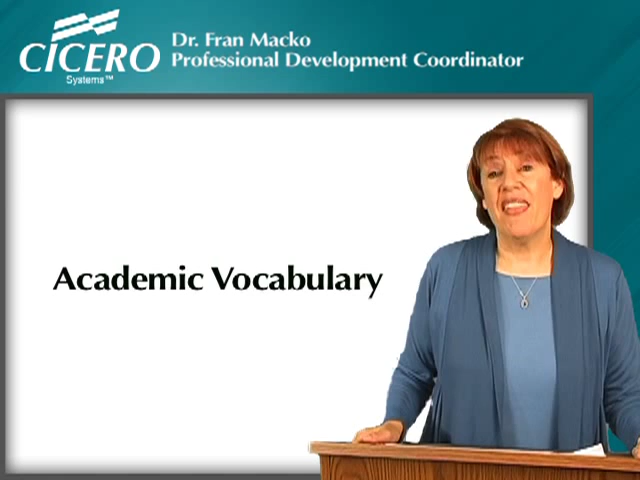 CICERO
Systems™
Dr. Fran Macko
Professional Development Coordinator
Academic Vocabulary